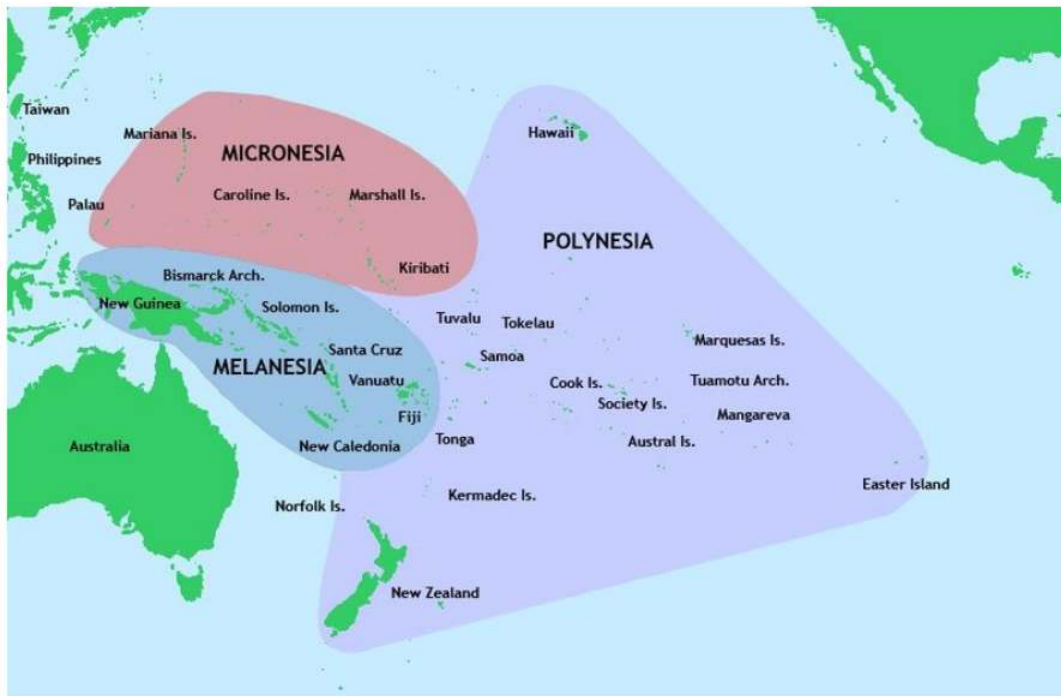 Taiwan
Hawaii
Mariana Is.
MICRONESIA
Philippines
Caroline Is.
Marshall Is.
Palau
POLYNESIA
Kiribati
Bismarck Arch.
New Guinea
Solomon Is.
Tuvalu
Tokelau
Santa Cruz
Samoa
Marquesas Is.
MELANESIA
Vanuatu
Cook Is.
Tuamotu Arch.
Society Is.
Fiji
Mangareva
Tonga
Austral Is.
Australia
New Caledonia
Easter Island
Kermadec Is.
Norfolk Is.
New Zealand